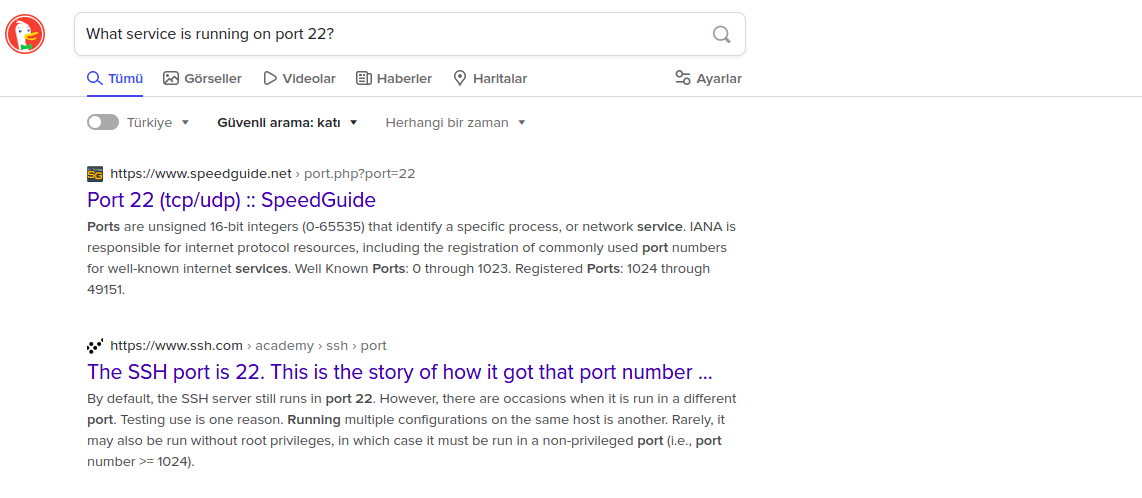 What service is running on port 22?
Tümü Görseller Videolar Haberler Haritalar Ayarlar
Türkiye Güvenli arama: katı Herhangi bir zaman
SG https://www.speedguide.net › port.php?port=22
Port 22 (tcp/udp) :: SpeedGuide
Ports are unsigned 16-bit integers (0-65535) that identify a specific process, or network service. IANA is
responsible for internet protocol resources, including the registration of commonly used port numbers
for well-known internet services. Well Known Ports: 0 through 1023. Registered Ports: 1024 through
49151.
https://www.ssh.com › academy › ssh › port
The SSH port is 22. This is the story of how it got that port number ...
By default, the SSH server still runs in port 22. However, there are occasions when it is run in a different
port. Testing use is one reason. Running multiple configurations on the same host is another. Rarely, it
may also be run without root privileges, in which case it must be run in a non-privileged port (i.e., port
number >= 1024).